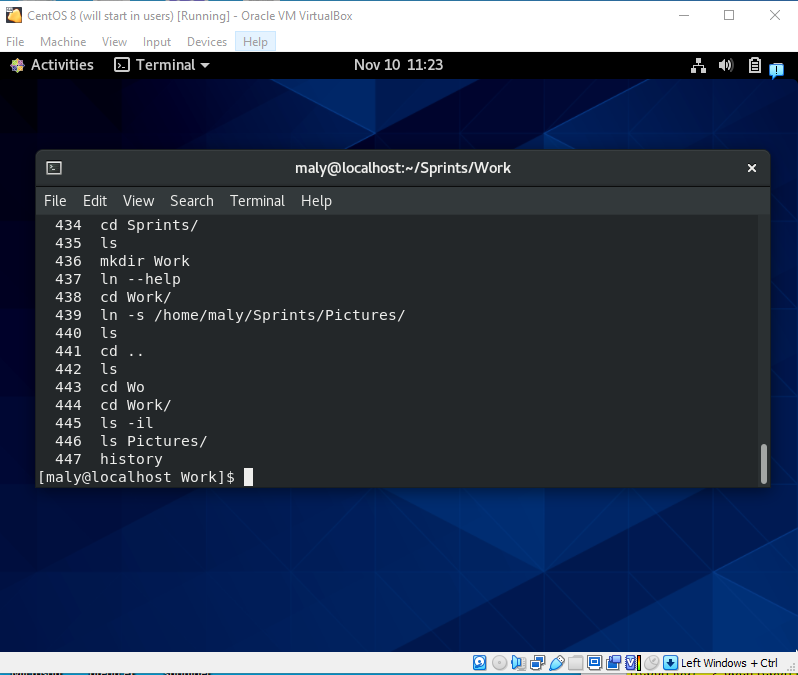 CentOS 8 (will start in users) [Running] - Oracle VM VirtualBox
File Machine View Input Devices Help
Activities Terminal Nov 10 11:23
maly@localhost:~/Sprints/Work
File Edit View Search Terminal Help
434 cd Sprints/
435 ls
436 mkdir Work
437 ln --help
438 cd Work/
439 ln -s /home/maly/Sprints/Pictures/
440 ls
441 cd ..
442 ls
443 cd Wo
444 cd Work/
445 ls -il
446 ls Pictures/
447 history
[maly@localhost Work]$
Left Windows + Ctrl